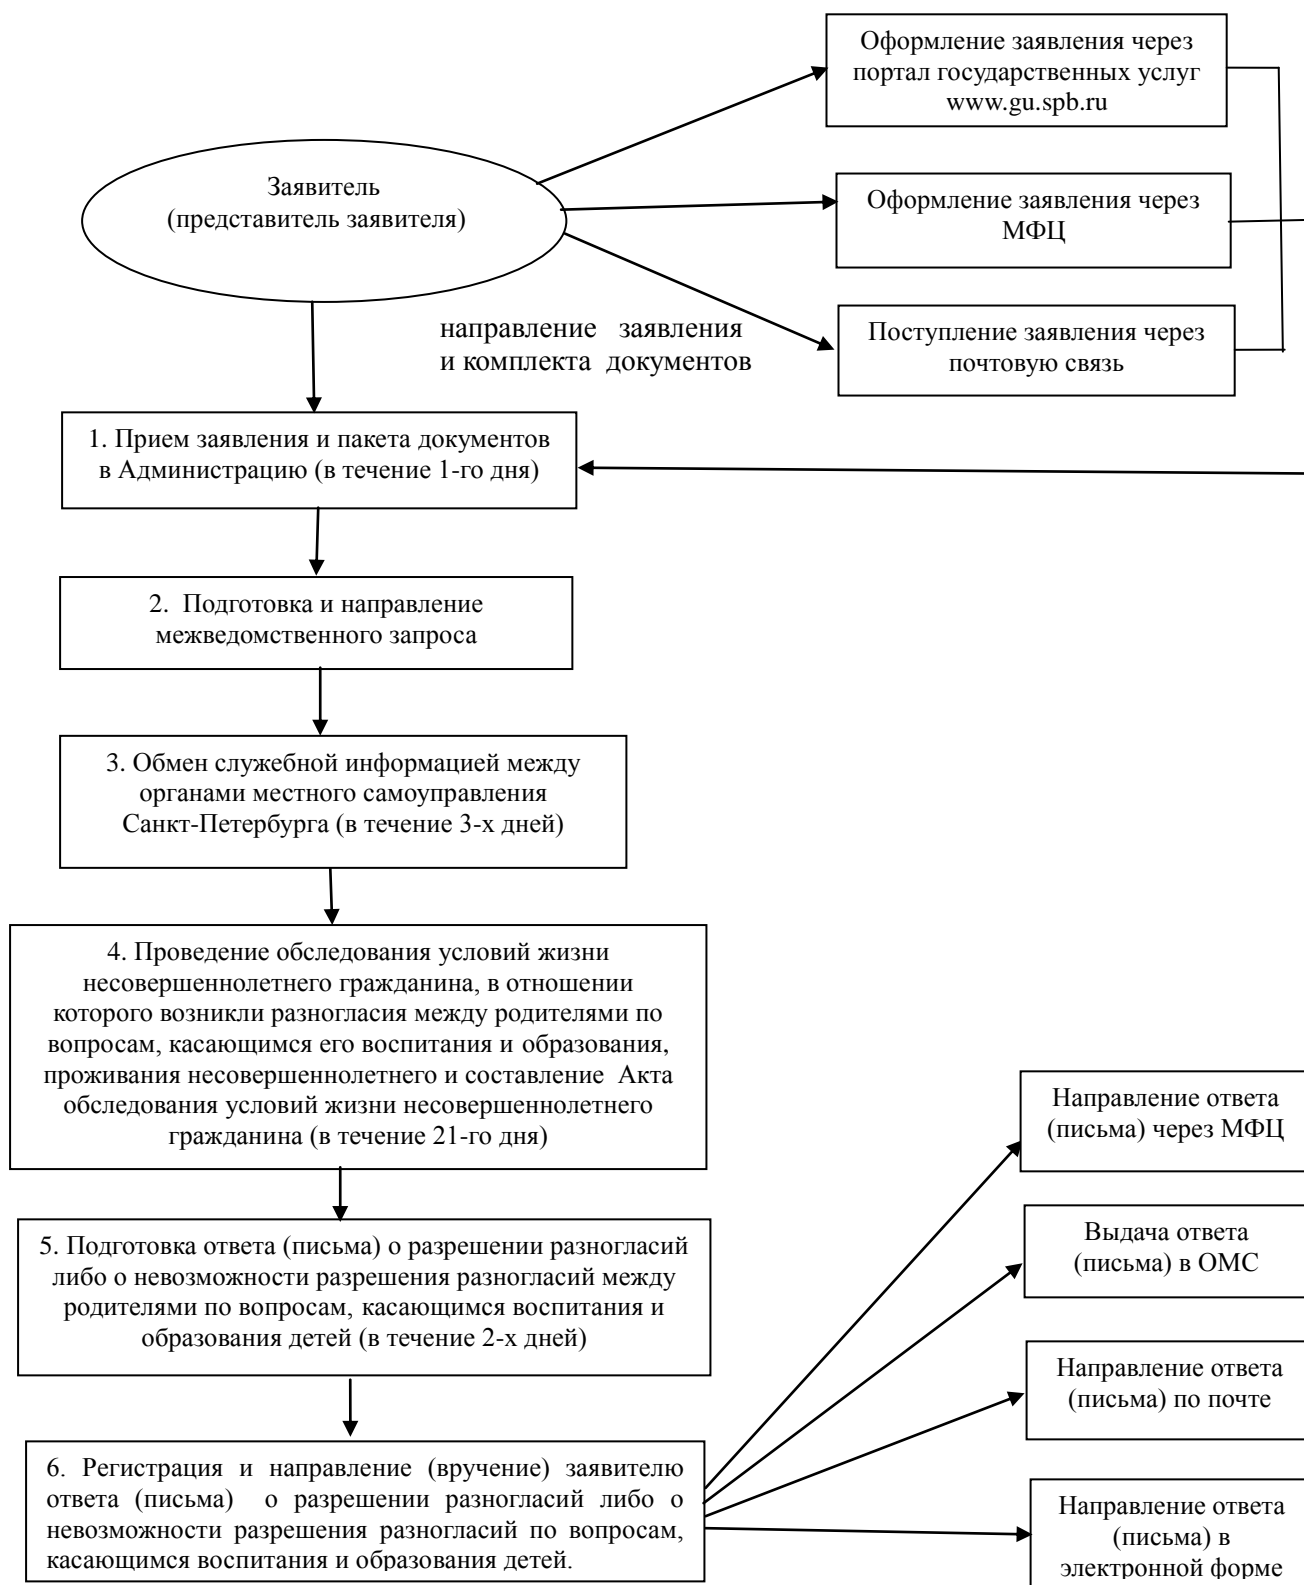 Оформление заявления через
портал государственных услуг
www.gu.spb.ru
Заявитель
(представитель заявителя)
Оформление заявления через
МФЦ
направление заявления
и комплекта документов
Поступление заявления через
почтовую связь
1. Прием заявления и пакета документов
в Администрацию (в течение 1-го дня)
2. Подготовка и направление
межведомственного запроса
3. Обмен служебной информацией между
органами местного самоуправления
Санкт-Петербурга (в течение 3-х дней)
4. Проведение обследования условий жизни
несовершеннолетнего гражданина, в отношении
которого возникли разногласия между родителями по
вопросам, касающимся его воспитания и образования,
проживания несовершеннолетнего и составление Акта
обследования условий жизни несовершеннолетнего
гражданина (в течение 21-го дня)
5. Подготовка ответа (письма) о разрешении разногласий
либо о невозможности разрешения разногласий между
родителями по вопросам, касающимся воспитания и
образования детей (в течение 2-х дней)
6. Регистрация и направление (вручение) заявителю
ответа (письма) о разрешении разногласий либо о
невозможности разрешения разногласий по вопросам,
касающимся воспитания и образования детей.
Направление ответа
(письма) через МФЦ
Выдача ответа
(письма) в ОМС
Направление ответа
(письма) по почте
Направление ответа
(письма) в
электронной форме